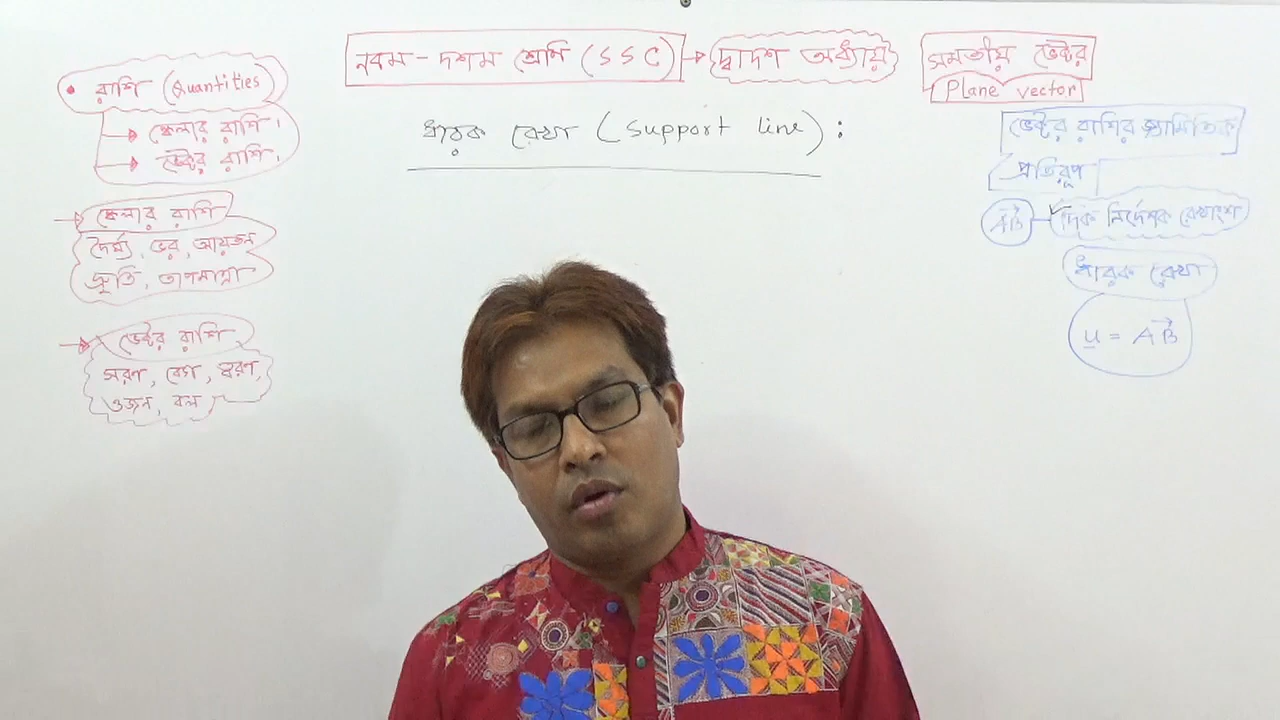 নবম - দশম শ্রেণি (SSC) → দ্বাদশ অধ্যায়
সমতলীয় ভেক্টর
Plane vector
ধারক রেখা (Support line) :
• রাশি (Quantities)
→ স্কেলার রাশি।
→ ভেক্টর রাশি।
→ স্কেলার রাশি
দৈর্ঘ্য, ভর, আয়তন
দ্রুতি, তাপমাত্রা
→ ভেক্টর রাশি
সরণ, বেগ, ত্বরণ,
ওজন, বল
ভেক্টর রাশির জ্যামিতিক
প্রতিরূপ
AB→ দিক নির্দেশক রেখাংশ
ধারক রেখা
u = AB→